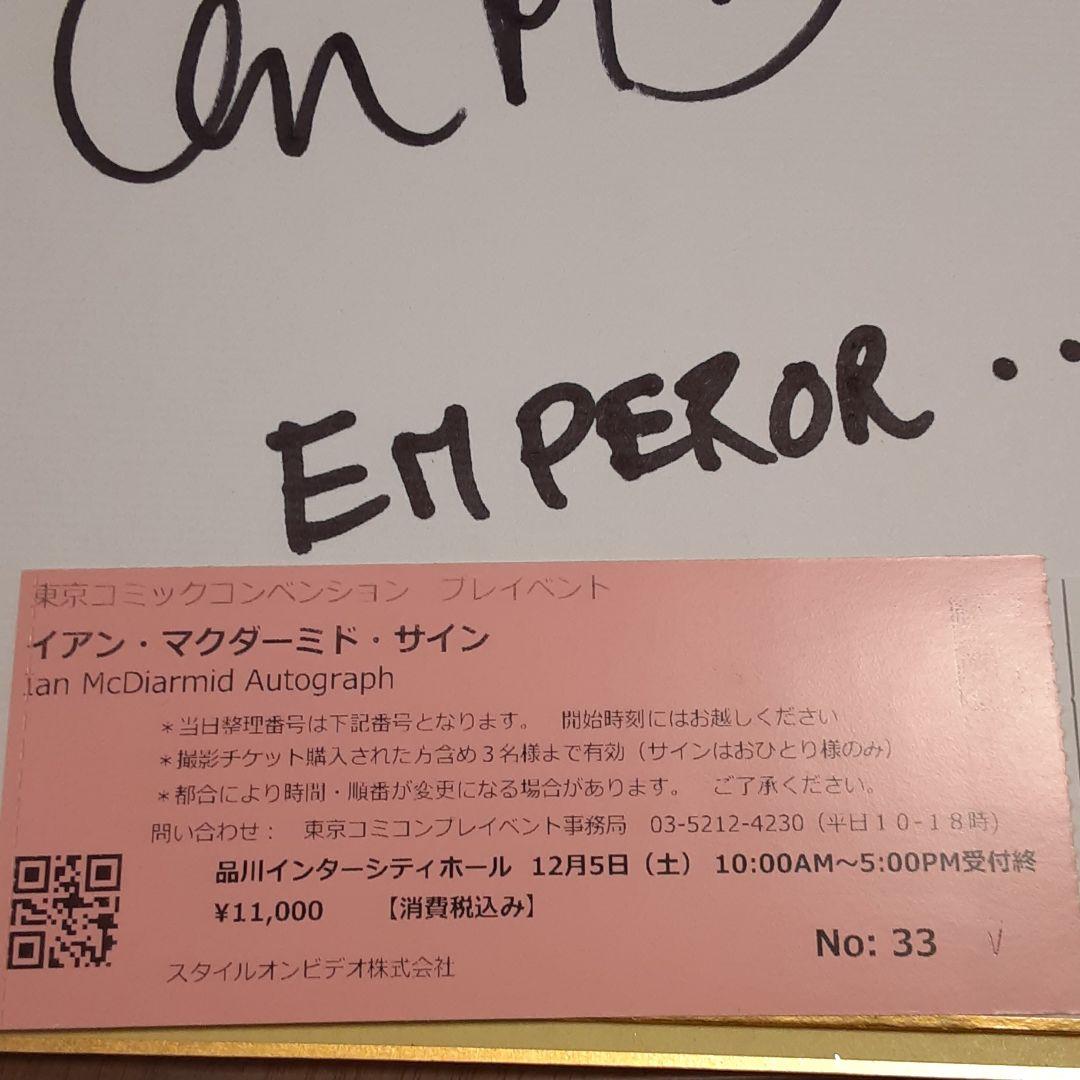 EMPEROR ..
東京コミックコンベンション　プレイベント
イアン・マクダーミド・サイン
Ian McDiarmid Autograph
＊当日整理番号は下記番号となります。　開始時刻にはお越しください
＊撮影チケット購入された方含め３名様まで有効（サインはおひとり様のみ）
＊都合により時間・順番が変更になる場合があります。　ご了承ください。
問い合わせ：　東京コミコンプレイベント事務局　03-5212-4230（平日１０-１８時）
品川インターシティホール　12月5日（土）　10:00AM～5:00PM受付終
¥11,000　【消費税込み】
No: 33
スタイルオンビデオ株式会社